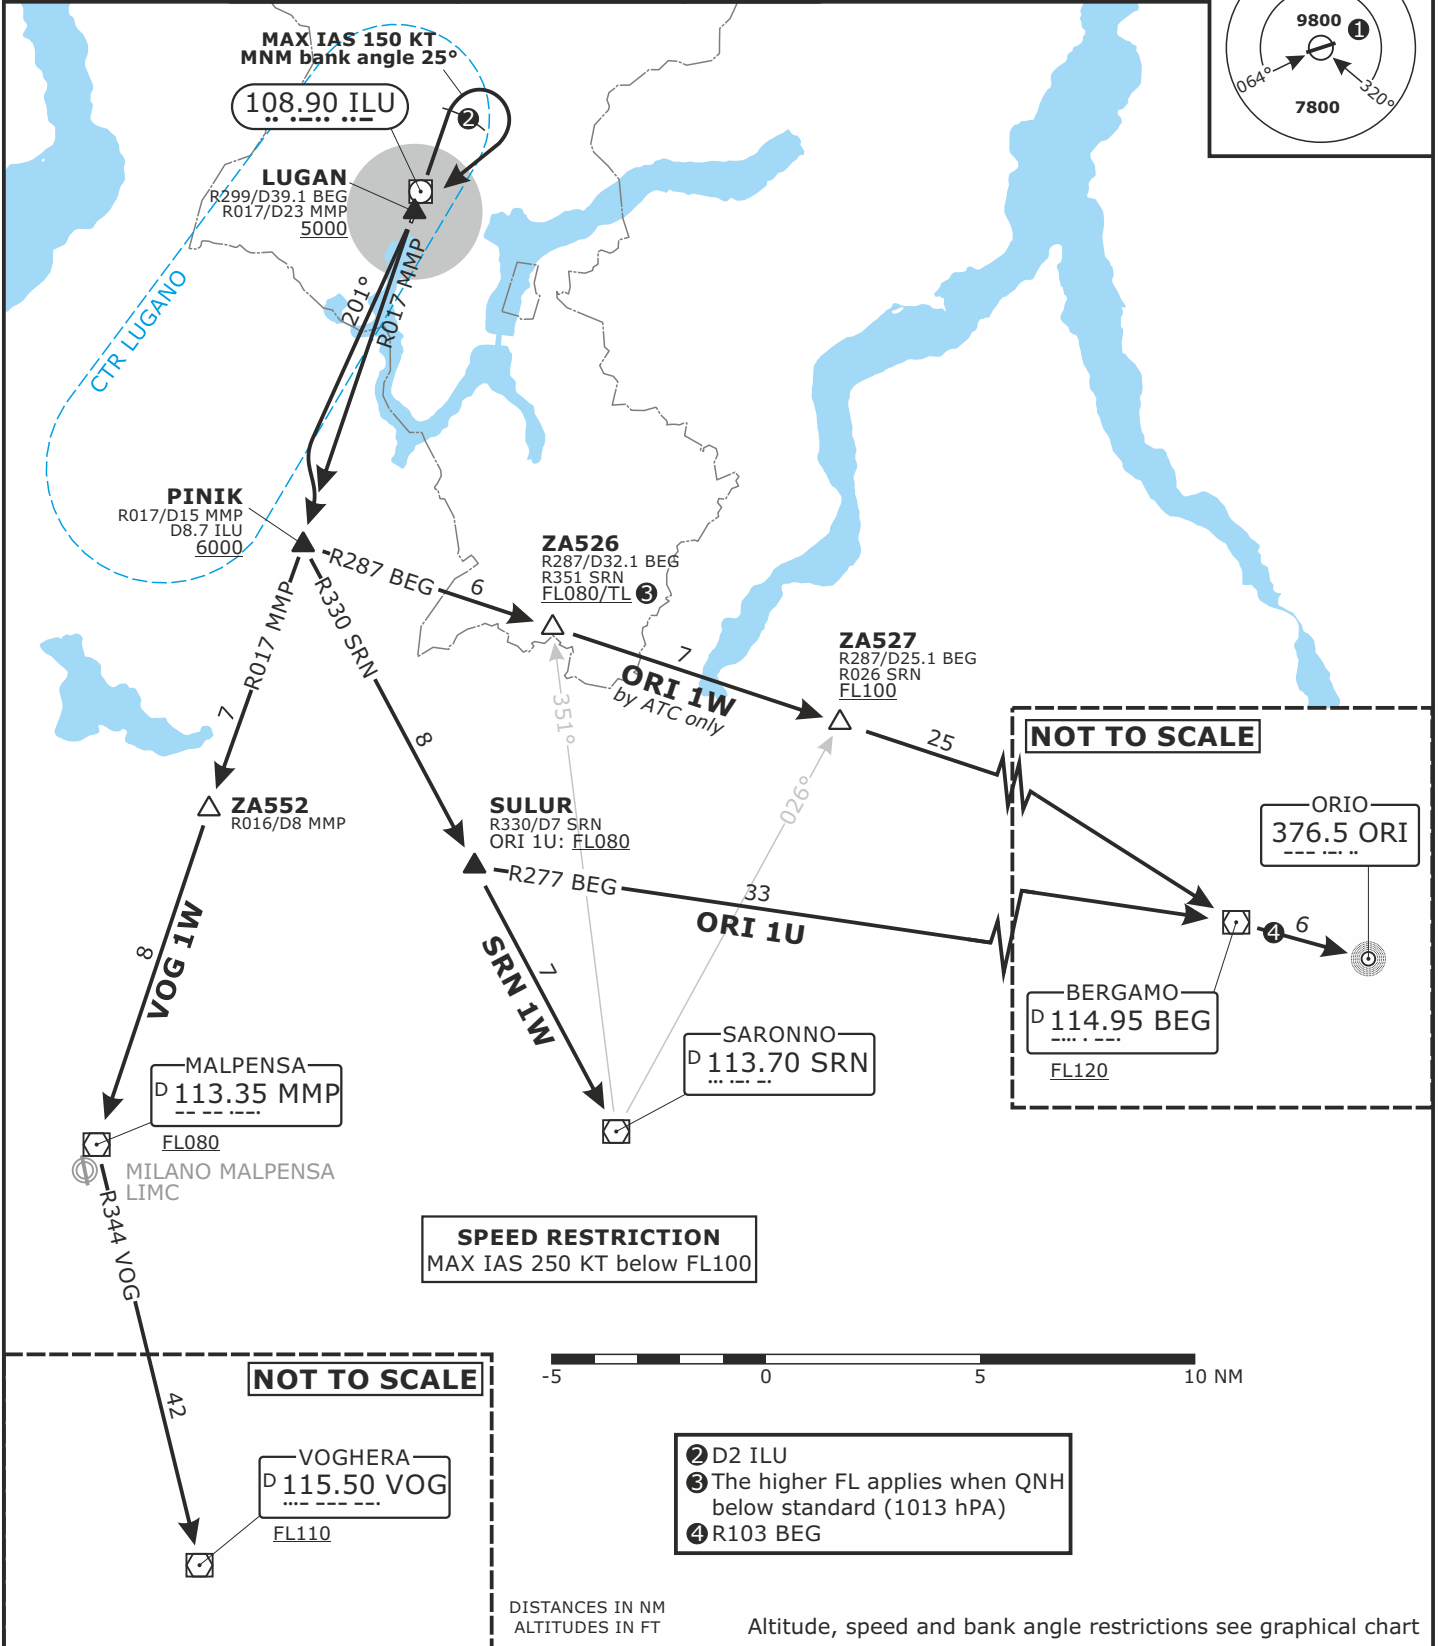 MAX IAS 150 KT
MNM bank angle 25°
108.90 ILU
2
9800 1
064°
320°
7800
LUGAN
R299/D39.1 BEG
R017/D23 MMP
5000
CTR LUGANO
201°
R017 MMP
PINIK
R017/D15 MMP
D8.7 ILU
6000
R287 BEG
6
ZA526
R287/D32.1 BEG
R351 SRN
FL080/TL 3
R017 MMP
7
R330 SRN
8
7
ORI 1W
by ATC only
ZA527
R287/D25.1 BEG
R026 SRN
FL100
351°
026°
25
NOT TO SCALE
ZA552
R016/D8 MMP
SULUR
R330/D7 SRN
ORI 1U: FL080
R277 BEG
33
ORI 1U
ORIO
376.5 ORI
4 6
8
VOG 1W
7
SRN 1W
BERGAMO
D 114.95 BEG
FL120
SARONNO
D 113.70 SRN
MALPENSA
D 113.35 MMP
FL080
MILANO MALPENSA
LIMC
R344 VOG
42
SPEED RESTRICTION
MAX IAS 250 KT below FL100
NOT TO SCALE
-5 0 5 10 NM
VOGHERA
D 115.50 VOG
FL110
2 D2 ILU
3 The higher FL applies when QNH
below standard (1013 hPA)
4 R103 BEG
DISTANCES IN NM
ALTITUDES IN FT
Altitude, speed and bank angle restrictions see graphical chart